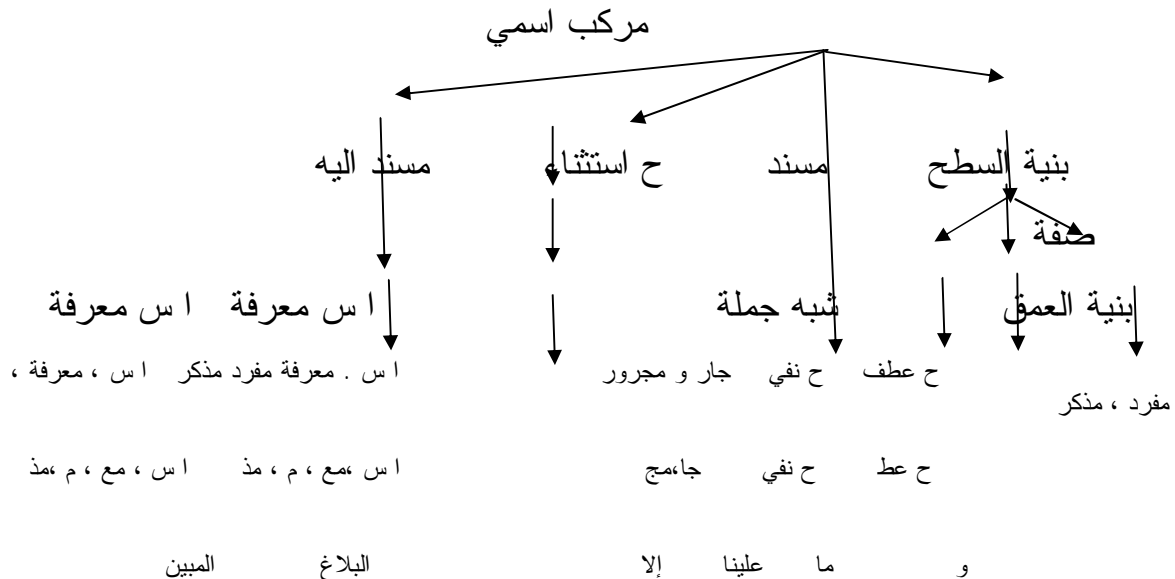 مركب اسمي
بنية السطح مسند ح استثناء مسند اليه
صفة
بنية العمق شبه جملة ا س معرفة ا س معرفة
ح عطف ح نفي جار و مجرور ا س . معرفة مفرد مذكر ا س ، معرفة ،
مفرد ، مذكر
ح عط ح نفي جا،مج ا س ،مع ، م ، مذ ا س ، مع ، م ،مذ
و ما علينا إلا البلاغ المبين